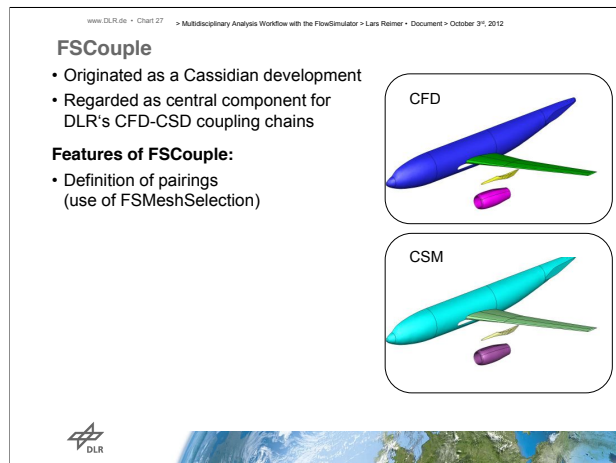 www.DLR.de • Chart 27 > Multidisciplinary Analysis Workflow with the FlowSimulator > Lars Reimer • Document > October 3rd, 2012
FSCouple
• Originated as a Cassidian development
• Regarded as central component for
DLR‘s CFD-CSD coupling chains
Features of FSCouple:
• Definition of pairings
(use of FSMeshSelection)
CFD
CSM
DLR